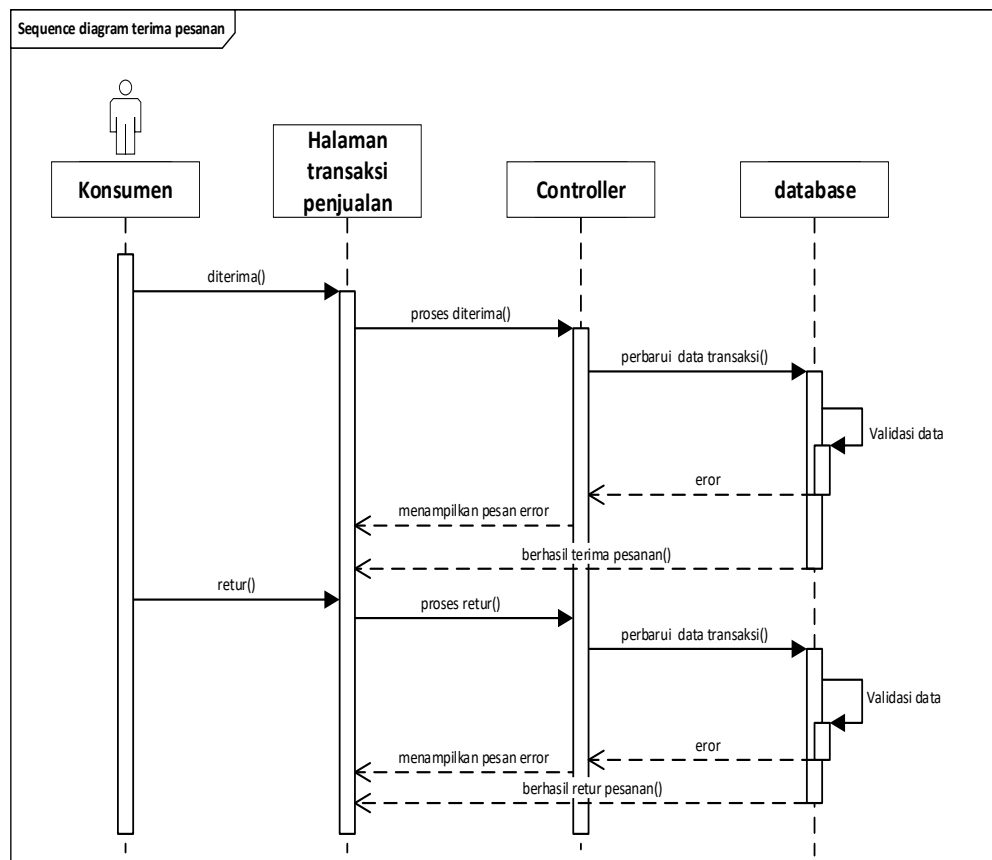 Sequence diagram terima pesanan
Konsumen
Halaman
transaksi
penjualan
Controller
database
diterima()
proses diterima()
perbarui data transaksi()
Validasi data
eror
menampilkan pesan error
berhasil terima pesanan()
retur()
proses retur()
perbarui data transaksi()
Validasi data
eror
menampilkan pesan error
berhasil retur pesanan()